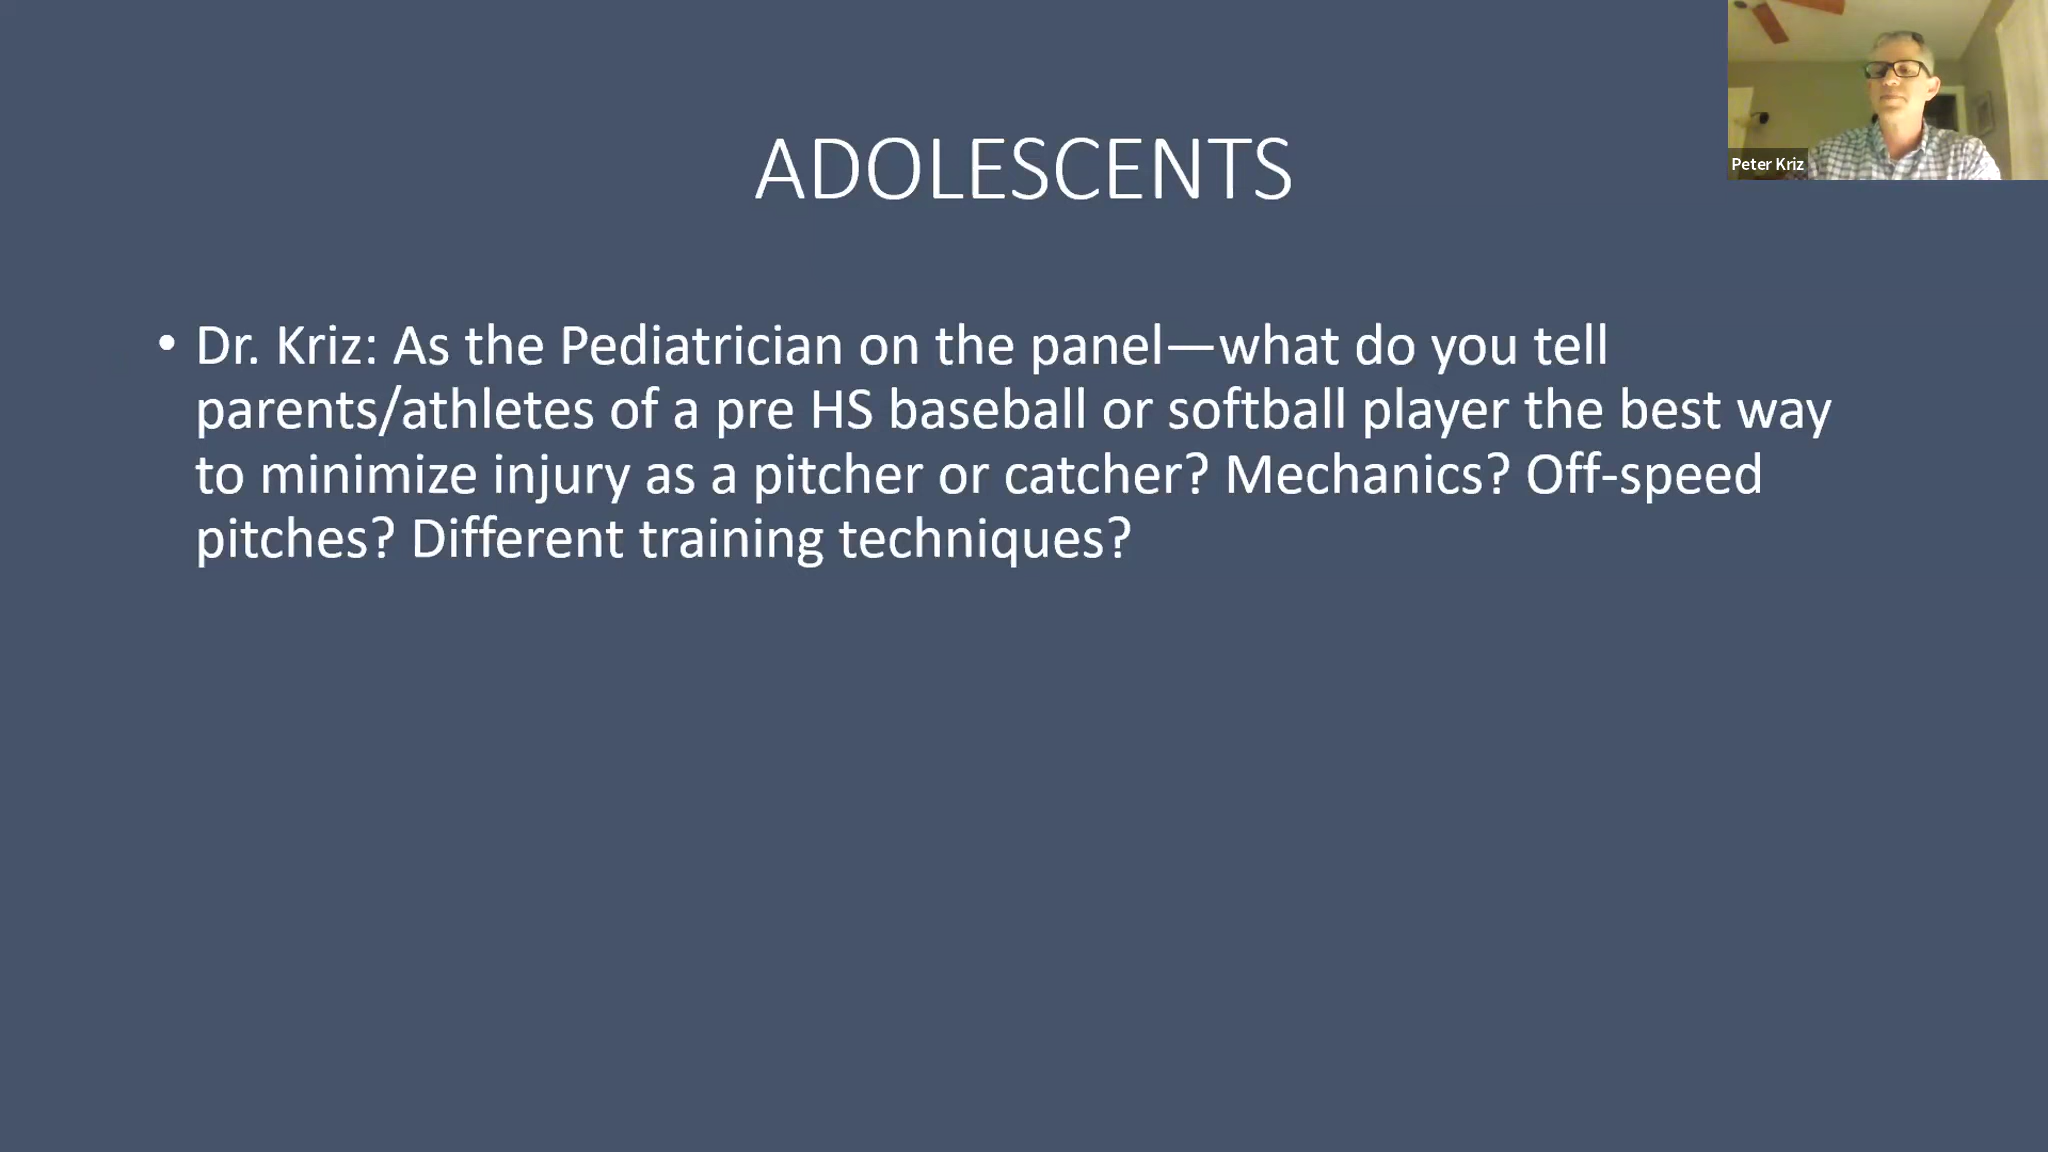 Peter Kriz
ADOLESCENTS
• Dr. Kriz: As the Pediatrician on the panel—what do you tell
parents/athletes of a pre HS baseball or softball player the best way
to minimize injury as a pitcher or catcher? Mechanics? Off-speed
pitches? Different training techniques?